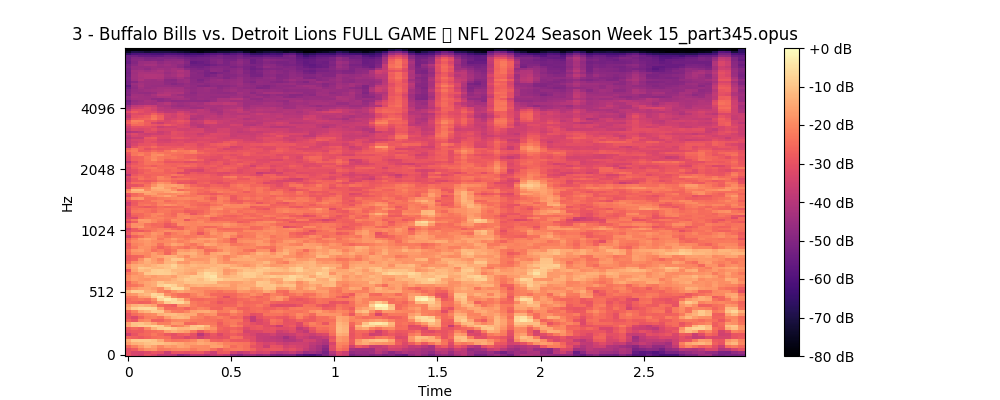 3 - Buffalo Bills vs. Detroit Lions FULL GAME ▯ NFL 2024 Season Week 15_part345.opus
+0 dB
-10 dB
-20 dB
-30 dB
-40 dB
-50 dB
-60 dB
-70 dB
-80 dB
4096
2048
1024
512
0
Hz
0
0.5
1
1.5
2
2.5
Time